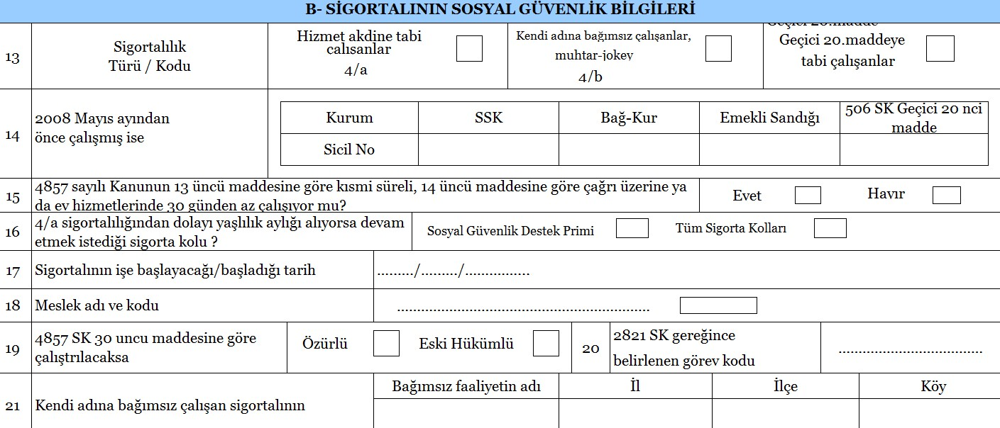 B- SİGORTALININ SOSYAL GÜVENLİK BİLGİLERİ
13
Sigortalılık
Türü / Kodu
Hizmet akdine tabi
çalışanlar
4/a
Kendi adına bağımsız çalışanlar,
muhtar-jokey
4/b
Geçici 20.madde
Geçici 20.maddeye
tabi çalışanlar
14
2008 Mayıs ayından
önce çalışmış ise
Kurum SSK Bağ-Kur Emekli Sandığı 506 SK Geçici 20 nci
madde
Sicil No
15
4857 sayılı Kanunun 13 üncü maddesine göre kısmi süreli, 14 üncü maddesine göre çağrı üzerine ya
da ev hizmetlerinde 30 günden az çalışıyor mu?
Evet Hayır
16
4/a sigortalılığından dolayı yaşlılık aylığı alıyorsa devam
etmek istediği sigorta kolu ?
Sosyal Güvenlik Destek Primi Tüm Sigorta Kolları
17 Sigortalının işe başlayacağı/başladığı tarih ........./........./................
18 Meslek adı ve kodu ..............................................................
19
4857 SK 30 uncu maddesine göre
çalıştrılacaksa
Özürlü Eski Hükümlü
20
2821 SK gereğince
belirlenen görev kodu
...................................
21 Kendi adına bağımsız çalışan sigortalının
Bağımsız faaliyetin adı İl İlçe Köy